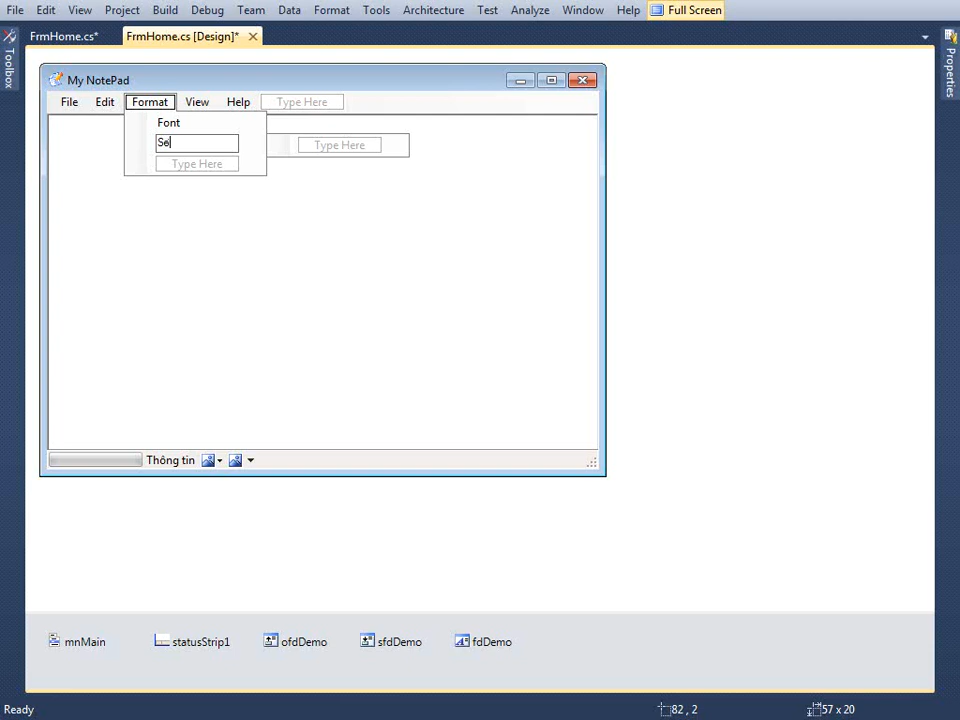 File Edit View Project Build Debug Team Data Format Tools Architecture Test Analyze Window Help Full Screen
FrmHome.cs* FrmHome.cs [Design]*
Toolbox
Properties
My NotePad
File Edit Format View Help Type Here
Font
Se Type Here
Type Here
Thông tin
mnMain statusStrip1 ofdDemo sfdDemo fdDemo
Ready 82 , 2 57 x 20